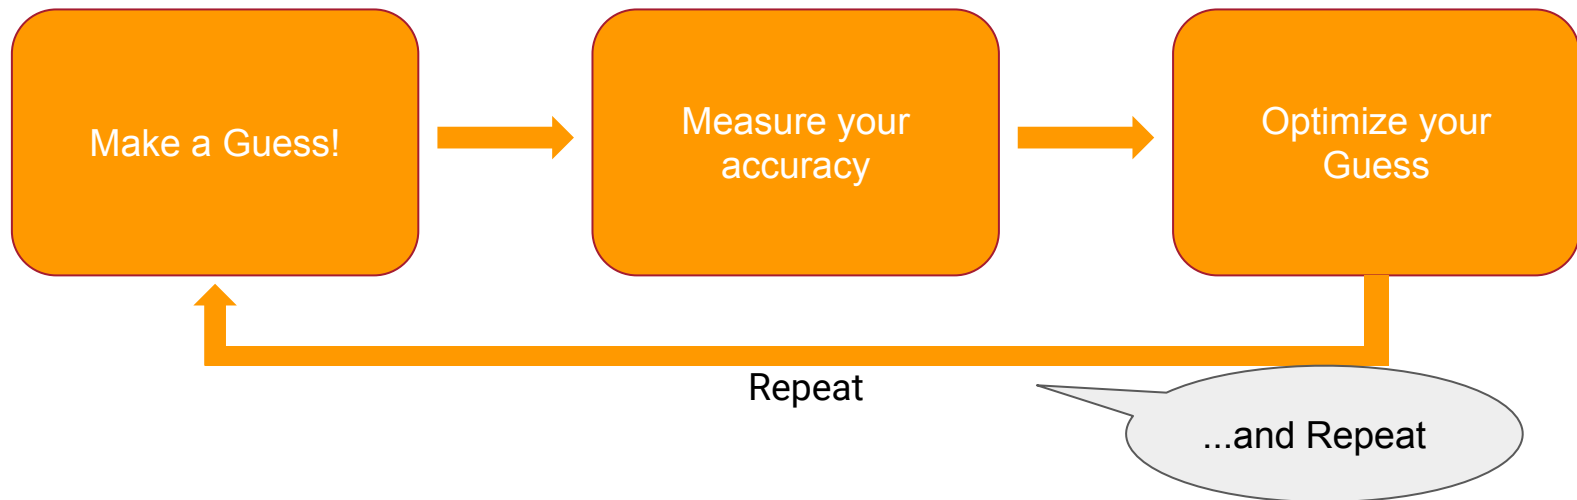 Make a Guess!
Measure your
accuracy
Optimize your
Guess
Repeat
...and Repeat